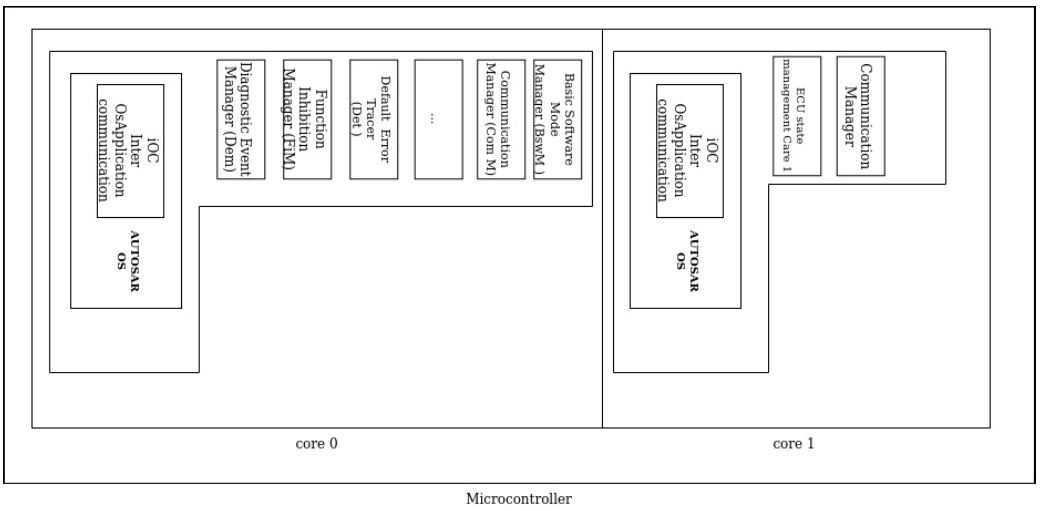 iOC
Inter
OsApplication
communication
AUTOSAR
OS
Diagnostic Event
Manager (Dem)
Function
Inhibition
Manager (FiM)
Default Error
Tracer
(Det )
...
Communication
Manager (Com M)
Basic Software
Mode
Manager (BswM )
iOC
Inter
OsApplication
communication
AUTOSAR
OS
ECU state
management Care 1
Communication
Manager
core 0
core 1
Microcontroller